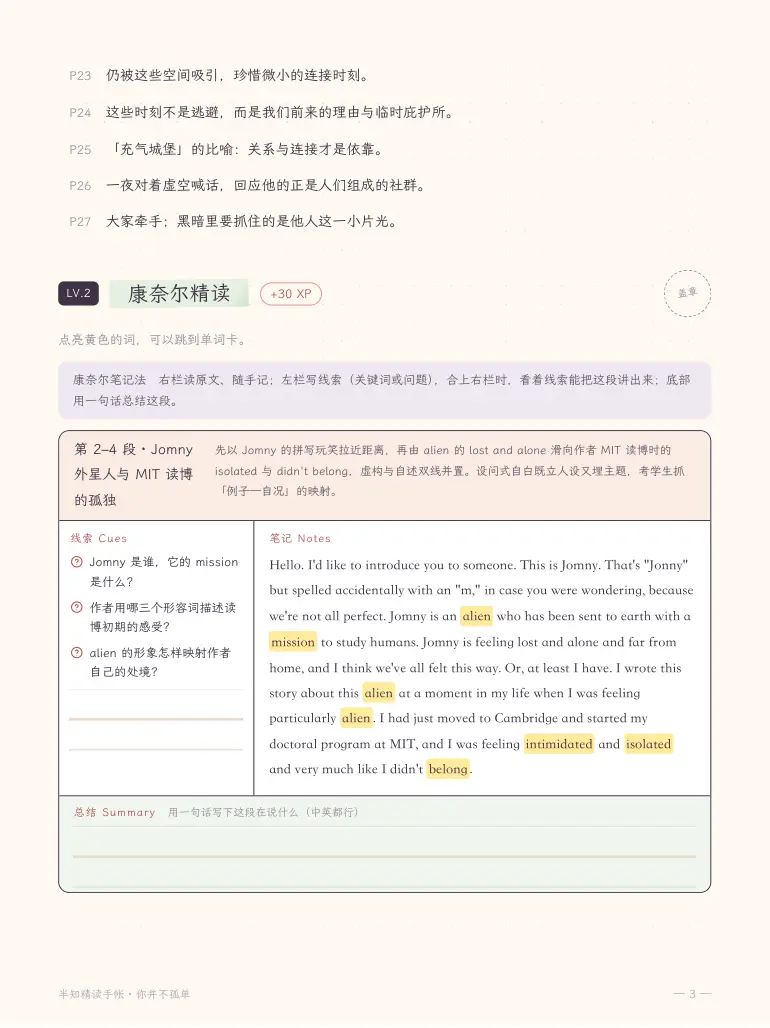 P23 仍被这些空间吸引，珍惜微小的连接时刻。
P24 这些时刻不是逃避，而是我们前来的理由与临时庇护所。
P25 「充气城堡」的比喻：关系与连接才是依靠。
P26 一夜对着虚空喊话，回应他的正是人们组成的社群。
P27 大家牵手；黑暗里要抓住的是他人这一小片光。
LV.2 康奈尔精读 +30 XP
盖章
点亮黄色的词，可以跳到单词卡。
康奈尔笔记法 右栏读原文、随手记；左栏写线索（关键词或问题），合上右栏时，看着线索能把这段讲出来；底部
用一句话总结这段。
第 2–4 段·Jomny
外星人与 MIT 读博
的孤独
先以 Jomny 的拼写玩笑拉近距离，再由 alien 的 lost and alone 滑向作者 MIT 读博时的
isolated 与 didn't belong，虚构与自述双线并置。设问式自白既立人设又埋主题，考学生抓
「例子—自况」的映射。
线索 Cues
Jomny 是谁，它的 mission
是什么？
作者用哪三个形容词描述读
博初期的感受？
alien 的形象怎样映射作者
自己的处境？
笔记 Notes
Hello. I'd like to introduce you to someone. This is Jomny. That's "Jonny"
but spelled accidentally with an "m," in case you were wondering, because
we're not all perfect. Jomny is an alien who has been sent to earth with a
mission to study humans. Jomny is feeling lost and alone and far from
home, and I think we've all felt this way. Or, at least I have. I wrote this
story about this alien at a moment in my life when I was feeling
particularly alien. I had just moved to Cambridge and started my
doctoral program at MIT, and I was feeling intimidated and isolated
and very much like I didn't belong.
总结 Summary 用一句话写下这段在说什么（中英都行）
半知精读手帐·你并不孤单
— 3 —